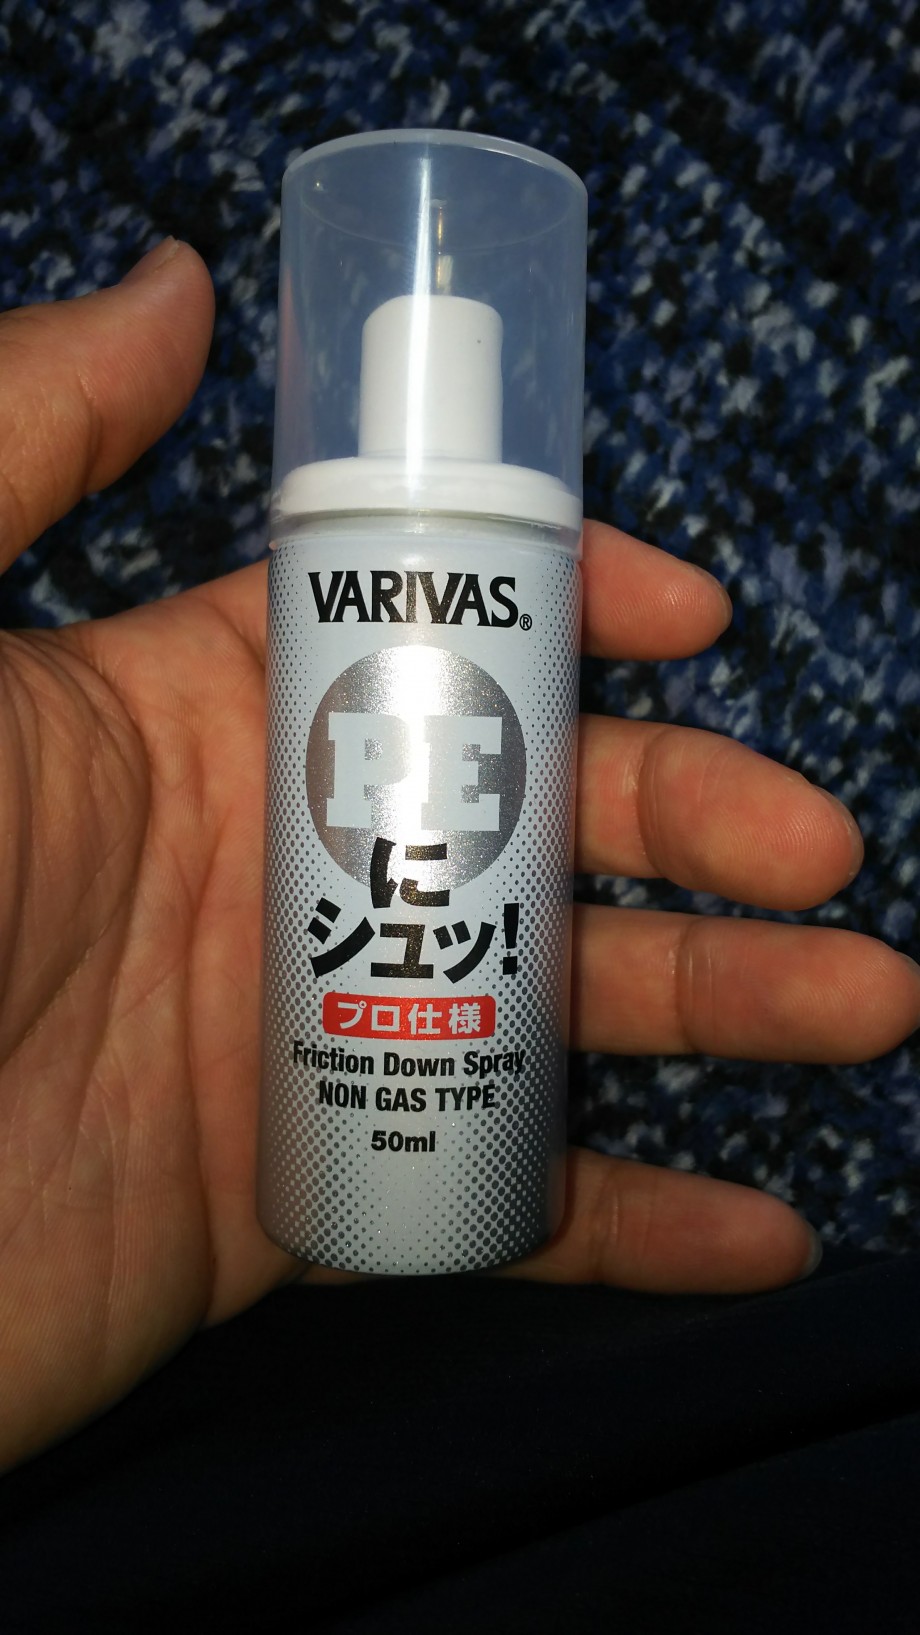 VARIVAS®
PE
に
シュッ!
プロ仕様
Friction Down Spray
NON GAS TYPE
50ml